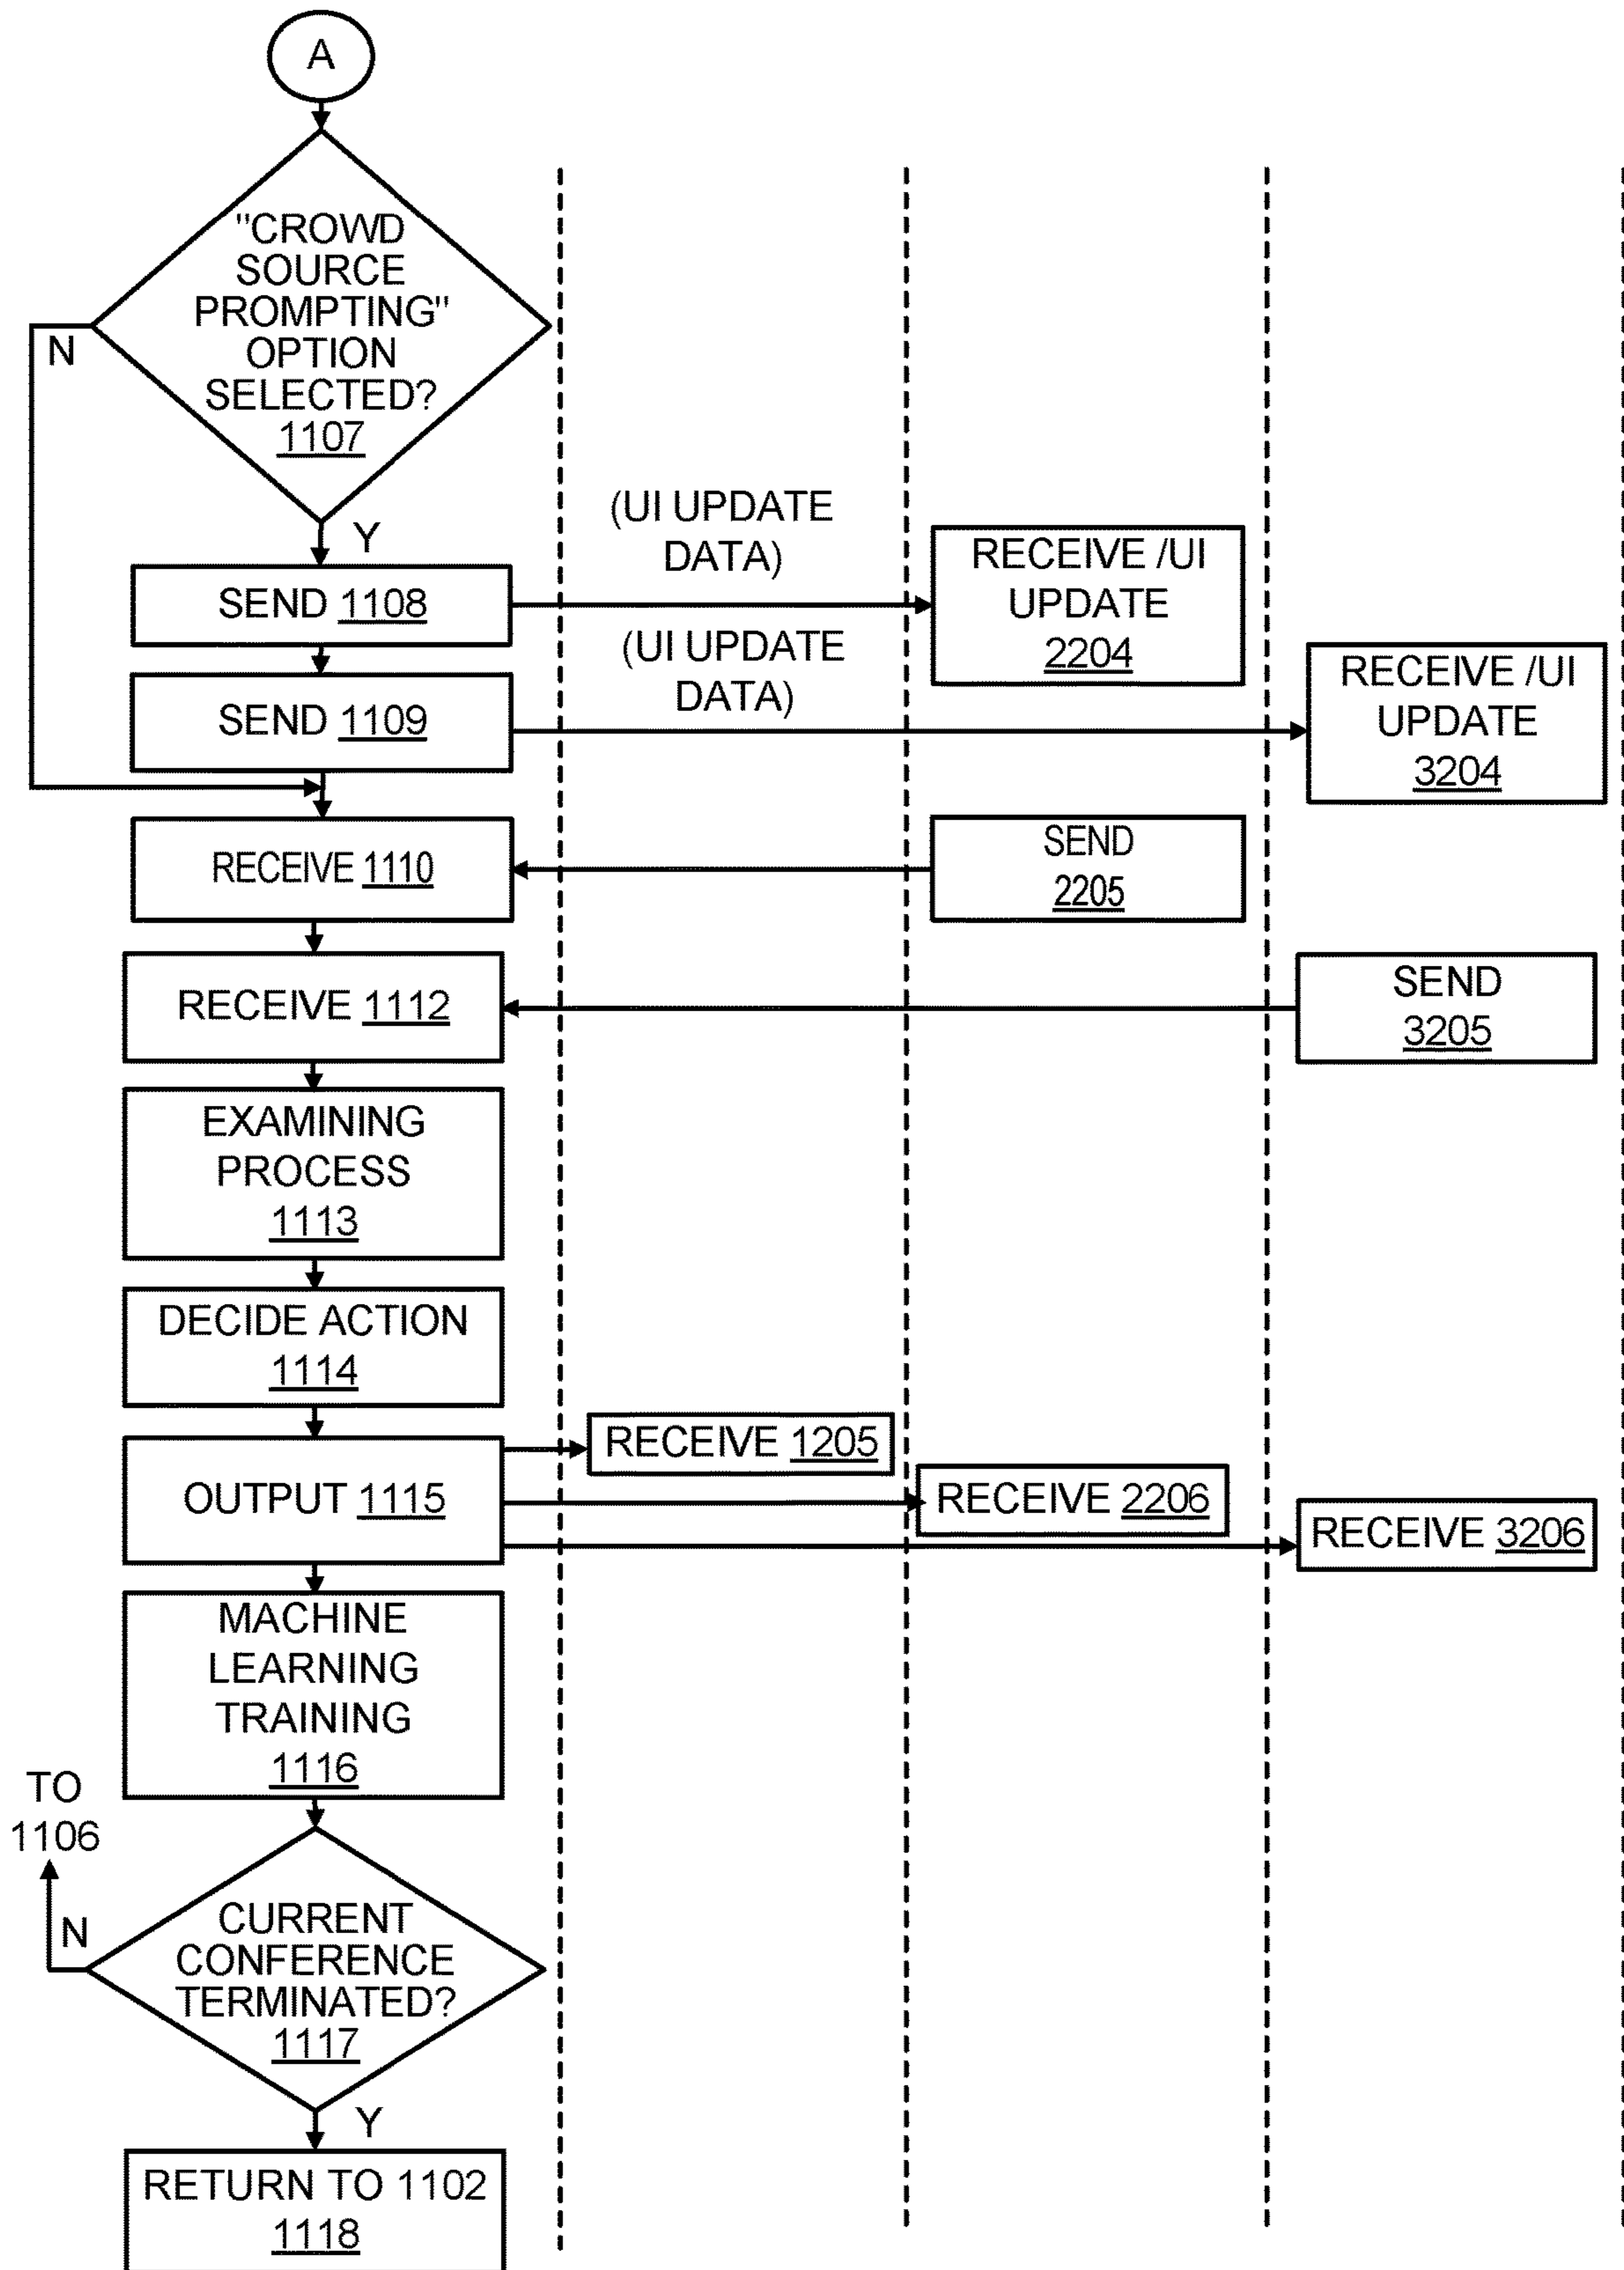 A
"CROWD
SOURCE
PROMPTING"
OPTION
SELECTED?
1107
N
Y
(UI UPDATE
DATA)
SEND 1108
RECEIVE /UI
UPDATE
2204
(UI UPDATE
DATA)
SEND 1109
RECEIVE /UI
UPDATE
3204
RECEIVE 1110
SEND
2205
RECEIVE 1112
SEND
3205
EXAMINING
PROCESS
1113
DECIDE ACTION
1114
OUTPUT 1115
RECEIVE 1205
RECEIVE 2206
RECEIVE 3206
MACHINE
LEARNING
TRAINING
1116
TO
1106
N
CURRENT
CONFERENCE
TERMINATED?
1117
Y
RETURN TO 1102
1118